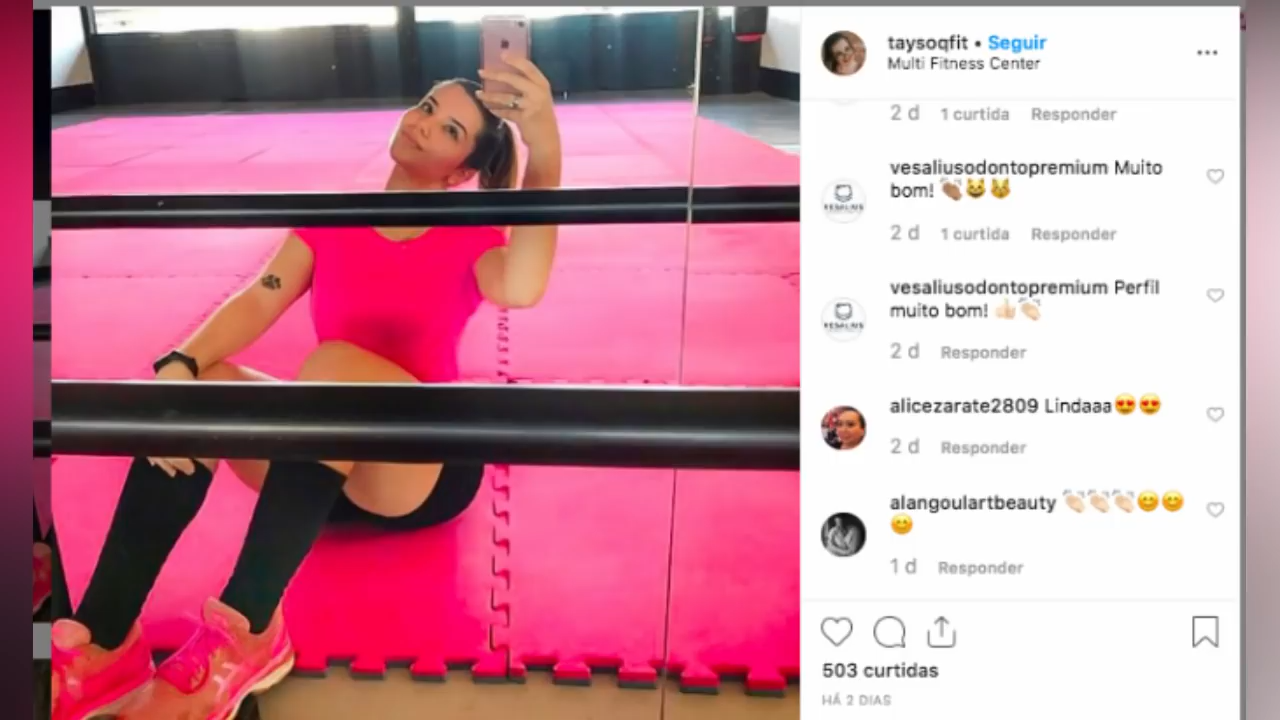 taysoqfit • Seguir
Multi Fitness Center
2 d 1 curtida Responder
vesaliusodontopremium Muito
bom! 👏🏽😸😽
2 d 1 curtida Responder
vesaliusodontopremium Perfil
muito bom! 👍🏻👏🏻
2 d Responder
alicezarate2809 Lindaaa😍😍
2 d Responder
alangoulartbeauty 👏🏻👏🏻👏🏻😊😊
😊
1 d Responder
503 curtidas
HÁ 2 DIAS